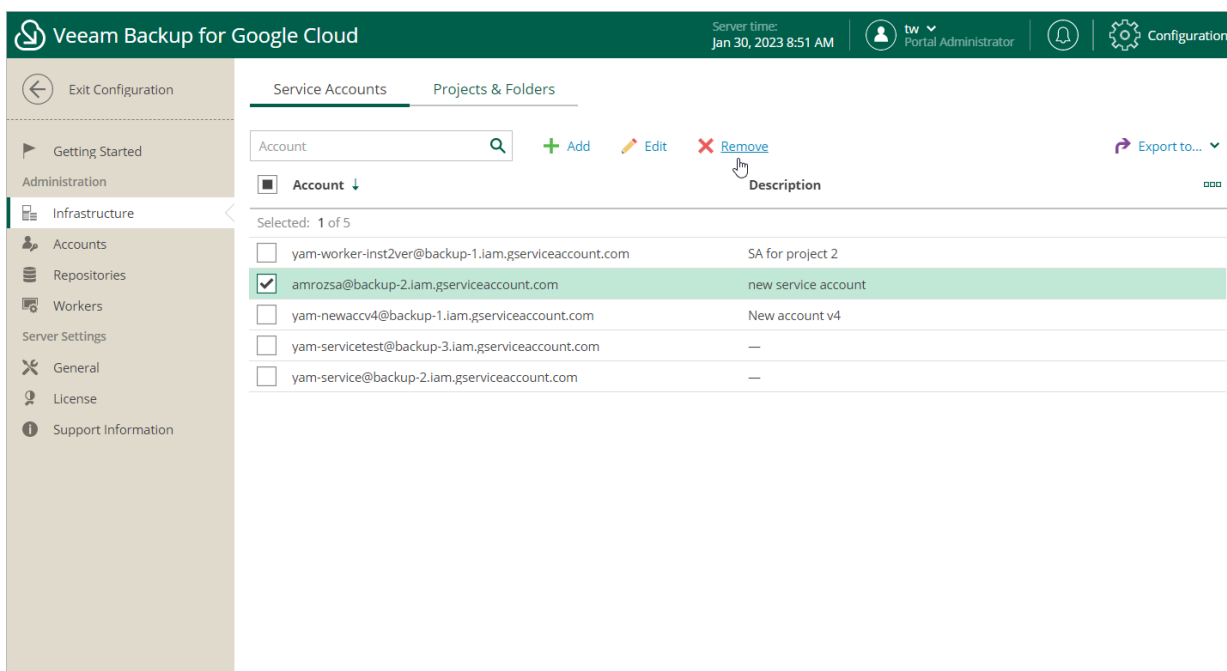 Veeam Backup for Google Cloud
Server time:
Jan 30, 2023 8:51 AM
tw
Portal Administrator
Configuration
Exit Configuration
Getting Started
Administration
Infrastructure
Accounts
Repositories
Workers
Server Settings
General
License
Support Information
Service Accounts Projects & Folders
Account Add Edit Remove Export to...
Account ↓ Description
Selected: 1 of 5
yam-worker-inst2ver@backup-1.iam.gserviceaccount.com SA for project 2
amrozsa@backup-2.iam.gserviceaccount.com new service account
yam-newaccv4@backup-1.iam.gserviceaccount.com New account v4
yam-servicetest@backup-3.iam.gserviceaccount.com —
yam-service@backup-2.iam.gserviceaccount.com —